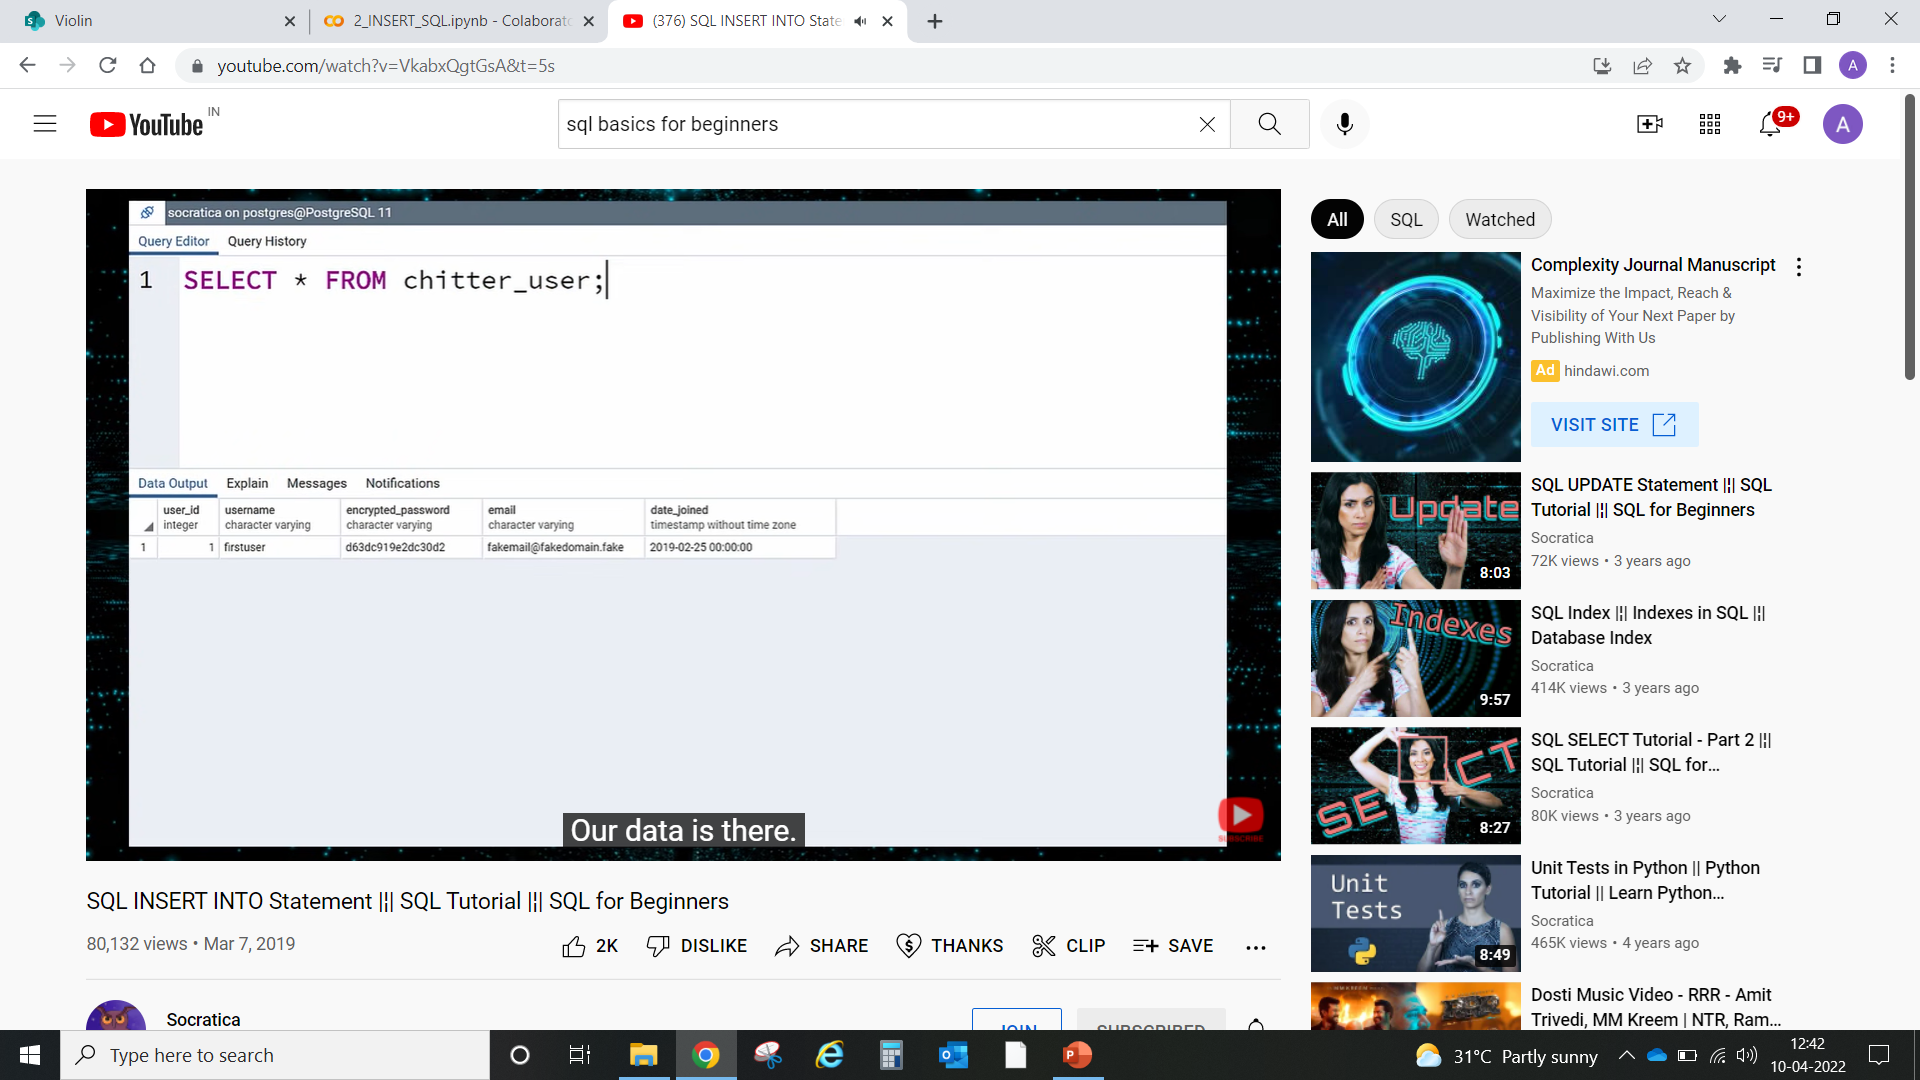 Violin
2_INSERT_SQL.ipynb - Colaborato
(376) SQL INSERT INTO State
youtube.com/watch?v=VkabxQgtGsA&t=5s
A
YouTube IN
sql basics for beginners
9+
A
socratica on postgres@PostgreSQL 11
Query Editor Query History
1 SELECT * FROM chitter_user;
Data Output Explain Messages Notifications
user_id username encrypted_password email date_joined
integer character varying character varying character varying timestamp without time zone
1 1 firstuser d63dc919e2dc30d2 fakemail@fakedomain.fake 2019-02-25 00:00:00
Our data is there.
SUBSCRIBE
SQL INSERT INTO Statement |¦| SQL Tutorial |¦| SQL for Beginners
80,132 views • Mar 7, 2019
2K DISLIKE SHARE THANKS CLIP SAVE
Socratica
JOIN
SUBSCRIBED
All SQL Watched
Complexity Journal Manuscript
Maximize the Impact, Reach &
Visibility of Your Next Paper by
Publishing With Us
Ad hindawi.com
VISIT SITE
Update
8:03
SQL UPDATE Statement |¦| SQL
Tutorial |¦| SQL for Beginners
Socratica
72K views • 3 years ago
Indexes
9:57
SQL Index |¦| Indexes in SQL |¦|
Database Index
Socratica
414K views • 3 years ago
SELECT
8:27
SQL SELECT Tutorial - Part 2 |¦|
SQL Tutorial |¦| SQL for...
Socratica
80K views • 3 years ago
Unit
Tests
8:49
Unit Tests in Python || Python
Tutorial || Learn Python...
Socratica
465K views • 4 years ago
Dosti Music Video - RRR - Amit
Trivedi, MM Kreem | NTR, Ram...
Type here to search
31°C Partly sunny
12:42
10-04-2022